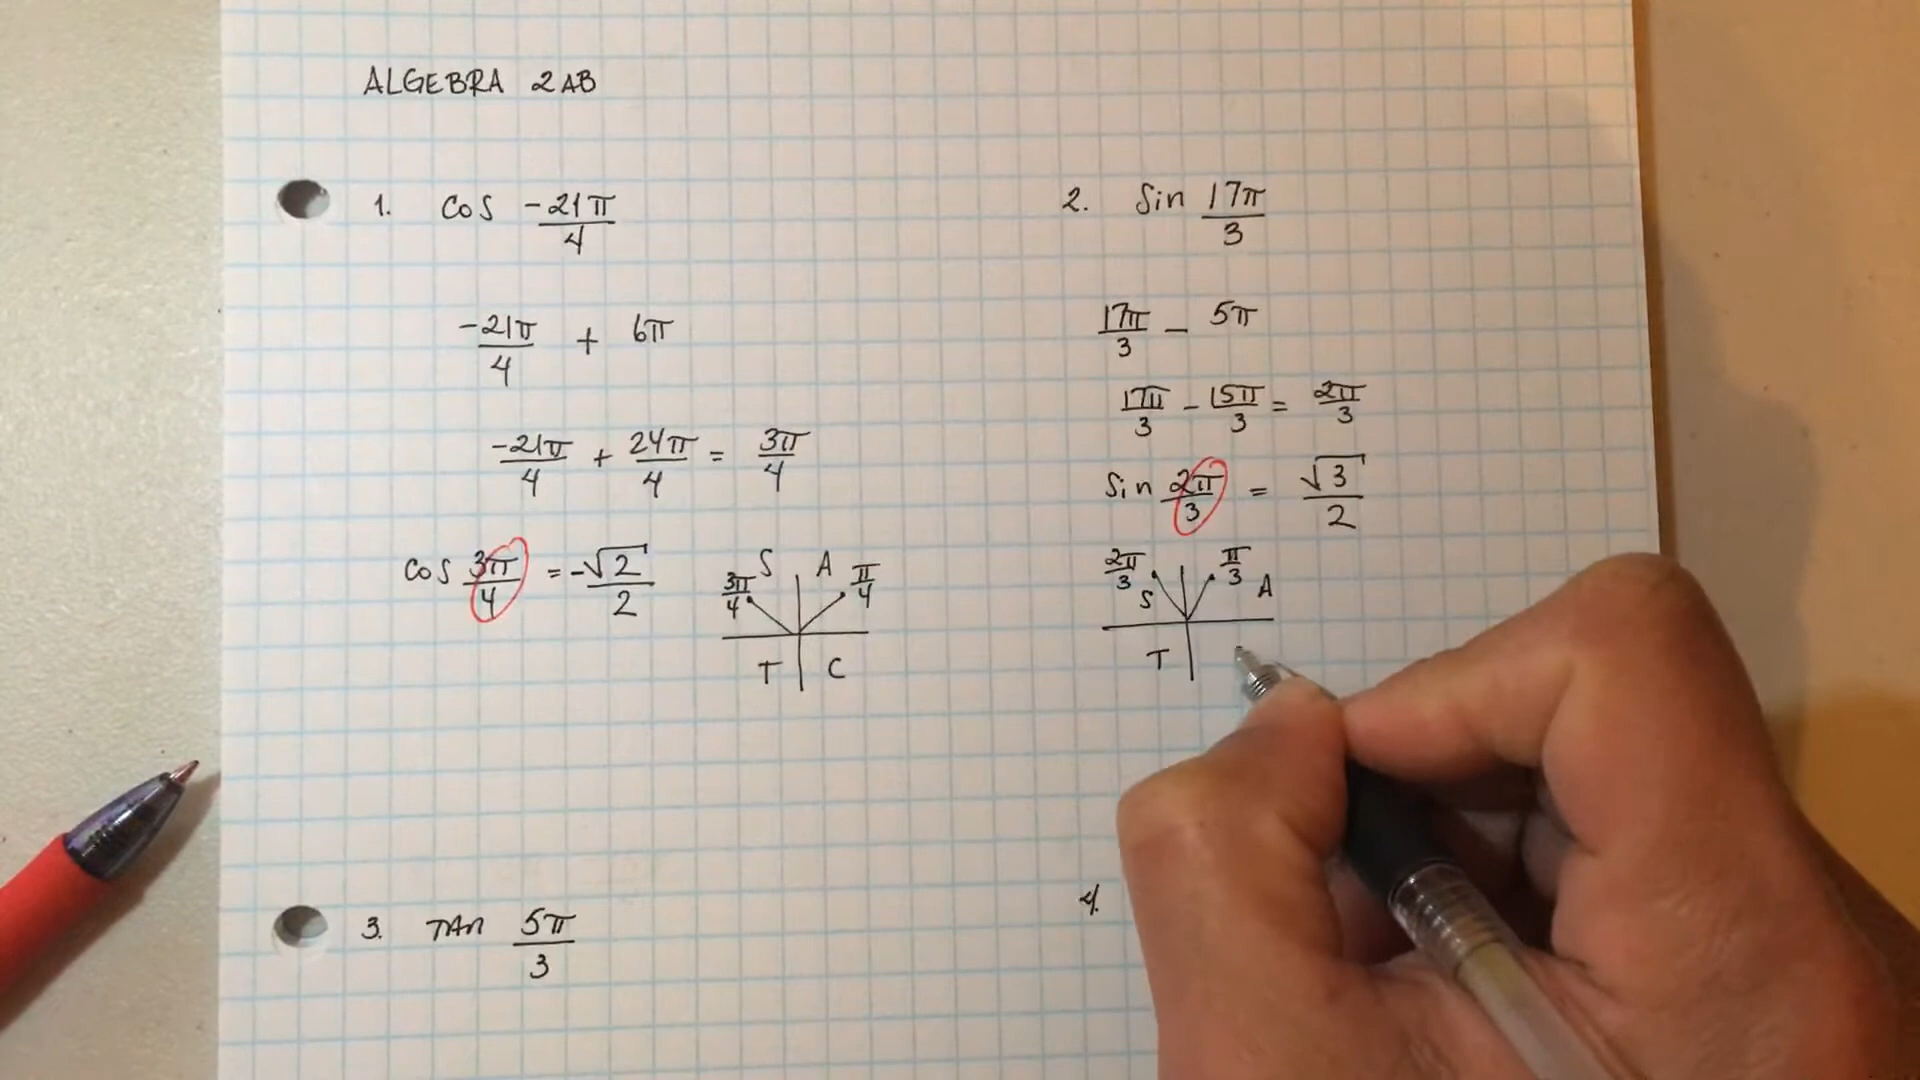 ALGEBRA 2AB
1. cos -21π/4
-21π/4 + 6π
-21π/4 + 24π/4 = 3π/4
cos 3π/4 = -√2/2
S A
3π/4 π/4
T C
2. Sin 17π/3
17π/3 - 5π
17π/3 - 15π/3 = 2π/3
Sin 2π/3 = √3/2
2π/3 π/3
S A
T
3. TAN 5π/3
4.